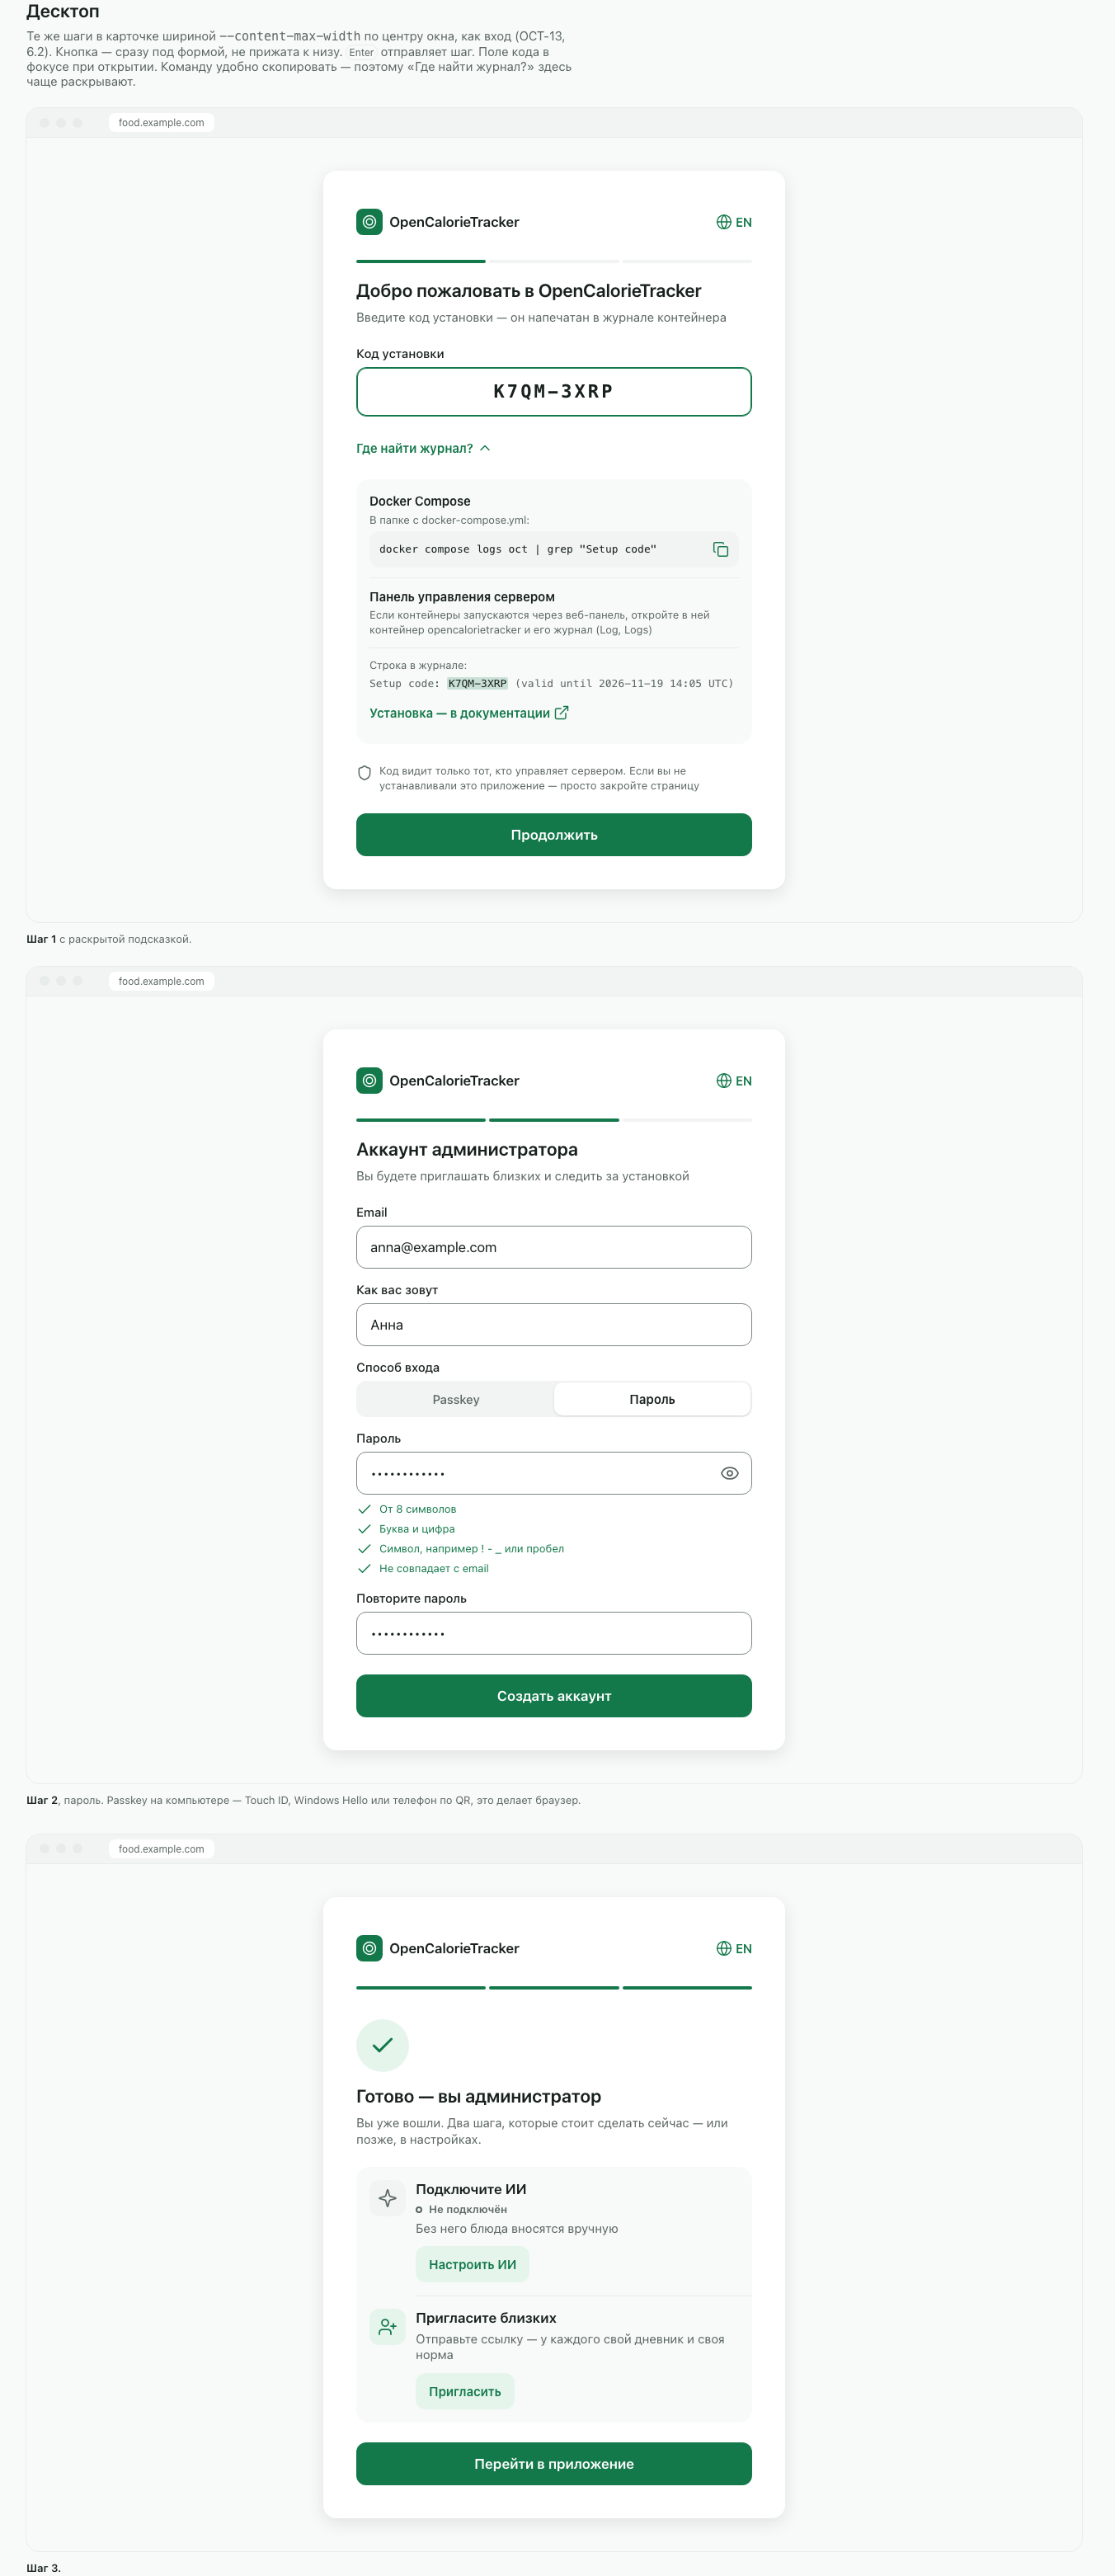 Десктоп
Те же шаги в карточке шириной --content-max-width по центру окна, как вход (OCT-13,
6.2). Кнопка — сразу под формой, не прижата к низу. Enter отправляет шаг. Поле кода в
фокусе при открытии. Команду удобно скопировать — поэтому «Где найти журнал?» здесь
чаще раскрывают.
food.example.com
OpenCalorieTracker
EN
Добро пожаловать в OpenCalorieTracker
Введите код установки — он напечатан в журнале контейнера
Код установки
K7QM-3XRP
Где найти журнал?
Docker Compose
В папке с docker-compose.yml:
docker compose logs oct | grep "Setup code"
Панель управления сервером
Если контейнеры запускаются через веб-панель, откройте в ней
контейнер opencalorietracker и его журнал (Log, Logs)
Строка в журнале:
Setup code: K7QM-3XRP (valid until 2026-11-19 14:05 UTC)
Установка — в документации
Код видит только тот, кто управляет сервером. Если вы не
устанавливали это приложение — просто закройте страницу
Продолжить
Шаг 1 с раскрытой подсказкой.
food.example.com
OpenCalorieTracker
EN
Аккаунт администратора
Вы будете приглашать близких и следить за установкой
Email
anna@example.com
Как вас зовут
Анна
Способ входа
Passkey
Пароль
Пароль
••••••••••••
От 8 символов
Буква и цифра
Символ, например ! - _ или пробел
Не совпадает с email
Повторите пароль
••••••••••••
Создать аккаунт
Шаг 2, пароль. Passkey на компьютере — Touch ID, Windows Hello или телефон по QR, это делает браузер.
food.example.com
OpenCalorieTracker
EN
Готово — вы администратор
Вы уже вошли. Два шага, которые стоит сделать сейчас — или
позже, в настройках.
Подключите ИИ
Не подключён
Без него блюда вносятся вручную
Настроить ИИ
Пригласите близких
Отправьте ссылку — у каждого свой дневник и своя
норма
Пригласить
Перейти в приложение
Шаг 3.